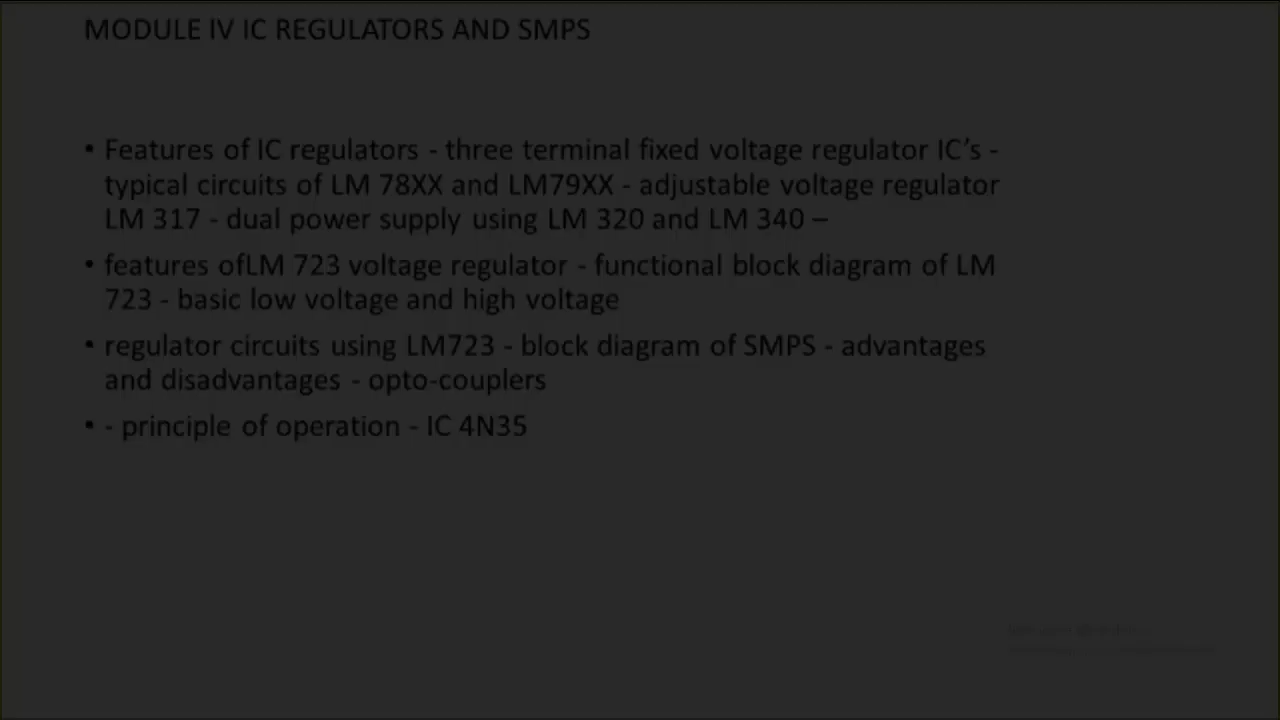 MODULE IV IC REGULATORS AND SMPS
• Features of IC regulators - three terminal fixed voltage regulator IC’s -
typical circuits of LM 78XX and LM79XX - adjustable voltage regulator
LM 317 - dual power supply using LM 320 and LM 340 –
• features ofLM 723 voltage regulator - functional block diagram of LM
723 - basic low voltage and high voltage
• regulator circuits using LM723 - block diagram of SMPS - advantages
and disadvantages - opto-couplers
• - principle of operation - IC 4N35